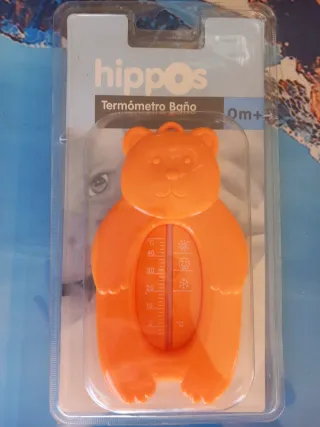 hippos
Termómetro Baño
0m+
°C